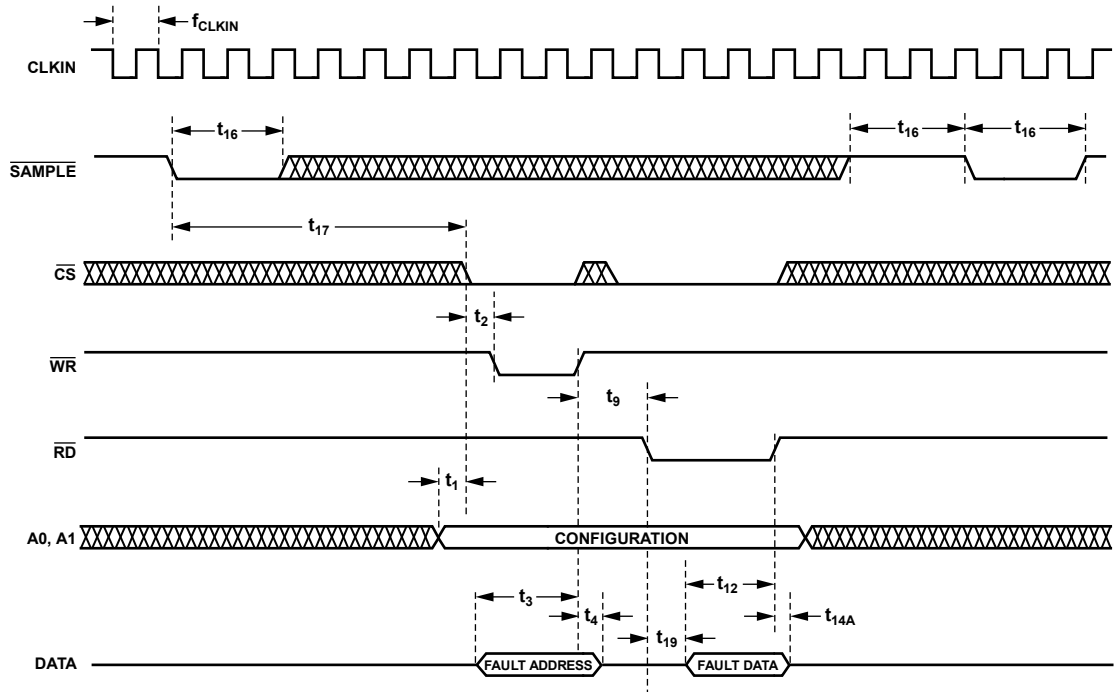 fCLKIN
CLKIN
t16 t16 t16
SAMPLE
t17
CS
t2
WR
t9
RD
t1
A0, A1 CONFIGURATION
t3 t4 t19 t12 t14A
DATA FAULT ADDRESS FAULT DATA